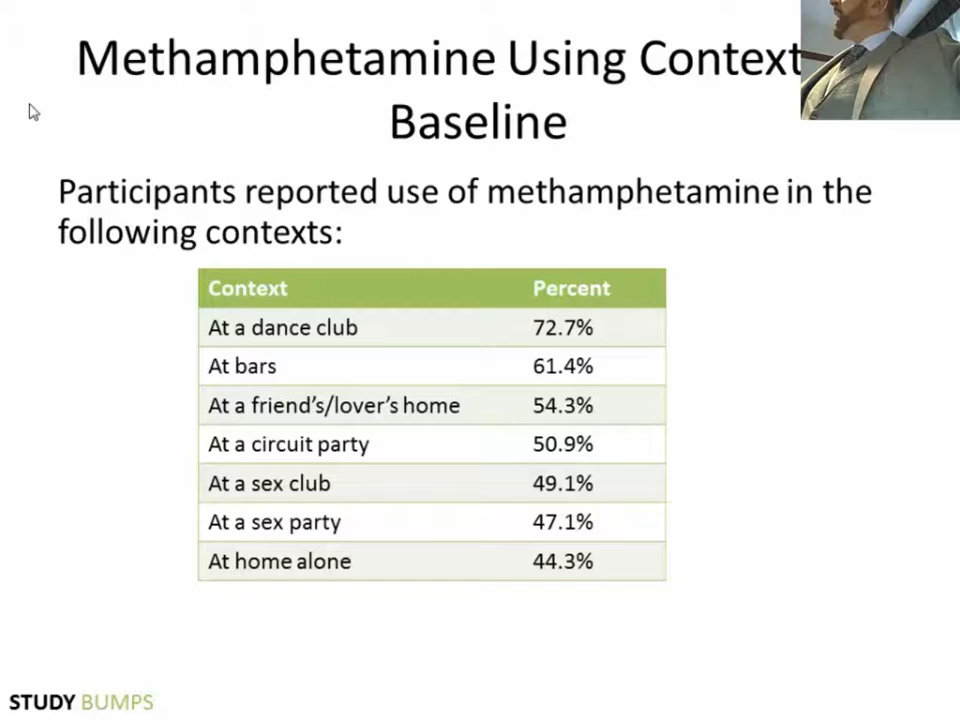 Methamphetamine Using Context
Baseline
Participants reported use of methamphetamine in the
following contexts:
Context Percent
At a dance club 72.7%
At bars 61.4%
At a friend's/lover's home 54.3%
At a circuit party 50.9%
At a sex club 49.1%
At a sex party 47.1%
At home alone 44.3%
STUDY BUMPS